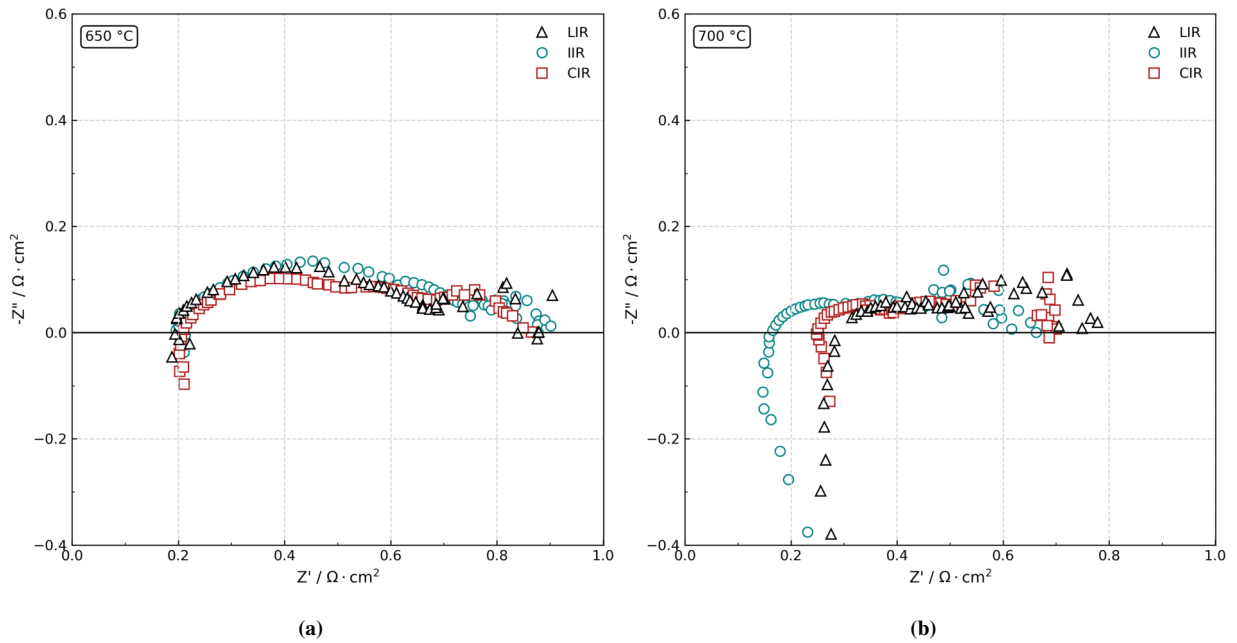 0.6
0.4
0.2
0.0
−0.2
−0.4
-Z'' / Ω · cm²
650 °C
LIR
IIR
CIR
0.0 0.2 0.4 0.6 0.8 1.0
Z' / Ω · cm²
(a)
0.6
0.4
0.2
0.0
−0.2
−0.4
-Z'' / Ω · cm²
700 °C
LIR
IIR
CIR
0.0 0.2 0.4 0.6 0.8 1.0
Z' / Ω · cm²
(b)